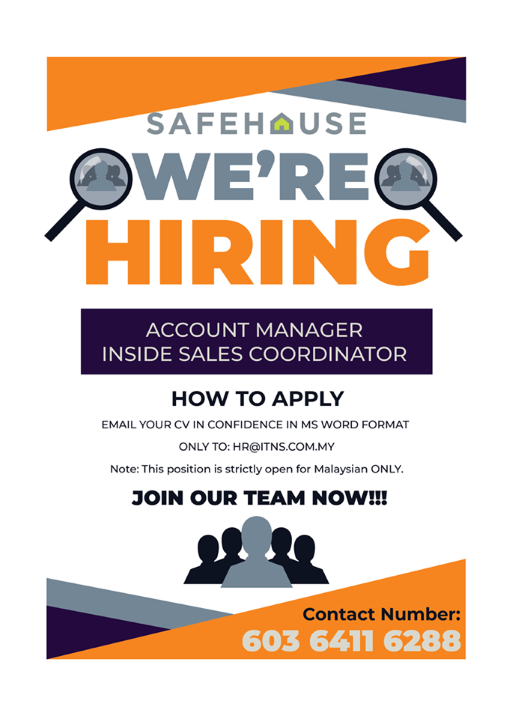 SAFEHOUSE
WE'RE
HIRING
ACCOUNT MANAGER
INSIDE SALES COORDINATOR
HOW TO APPLY
EMAIL YOUR CV IN CONFIDENCE IN MS WORD FORMAT
ONLY TO: HR@ITNS.COM.MY
Note: This position is strictly open for Malaysian ONLY.
JOIN OUR TEAM NOW!!!
Contact Number:
603 6411 6288